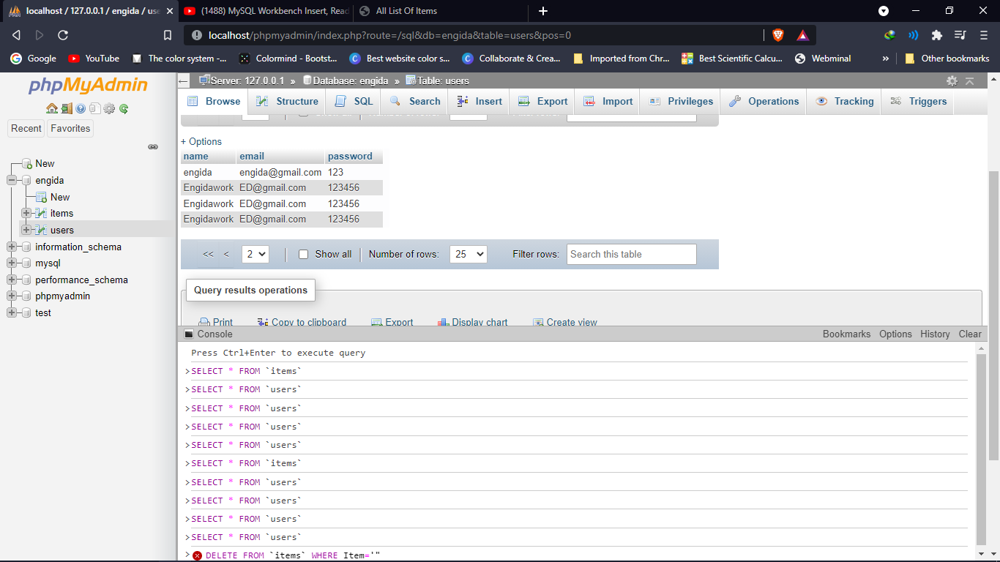 localhost / 127.0.0.1 / engida / use
(1488) MySQL Workbench Insert, Read
All List Of Items
localhost/phpmyadmin/index.php?route=/sql&db=engida&table=users&pos=0
Google
YouTube
The color system -...
Colormind - Bootst...
Best website color s...
Collaborate & Crea...
Imported from Chr...
Best Scientific Calcu...
Webminal
»
Other bookmarks
phpMyAdmin
Recent Favorites
New
engida
New
items
users
information_schema
mysql
performance_schema
phpmyadmin
test
Server: 127.0.0.1 » Database: engida » Table: users
Browse Structure SQL Search Insert Export Import Privileges Operations Tracking Triggers
+ Options
name email password
engida engida@gmail.com 123
Engidawork ED@gmail.com 123456
Engidawork ED@gmail.com 123456
Engidawork ED@gmail.com 123456
<< < 2 Show all Number of rows: 25 Filter rows: Search this table
Query results operations
Print Copy to clipboard Export Display chart Create view
Console Bookmarks Options History Clear
Press Ctrl+Enter to execute query
>SELECT * FROM `items`
>SELECT * FROM `users`
>SELECT * FROM `users`
>SELECT * FROM `users`
>SELECT * FROM `users`
>SELECT * FROM `items`
>SELECT * FROM `users`
>SELECT * FROM `users`
>SELECT * FROM `users`
>SELECT * FROM `users`
> DELETE FROM `items` WHERE Item='"